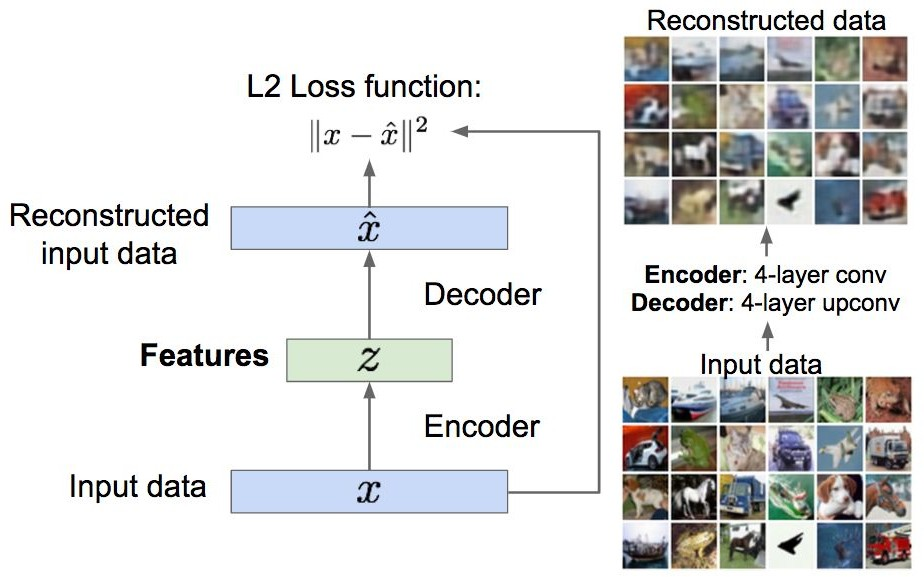 L2 Loss function:
‖x − x̂‖²
Reconstructed
input data
x̂
Decoder
Features
z
Encoder
Input data
x
Reconstructed data
Encoder: 4-layer conv
Decoder: 4-layer upconv
Input data